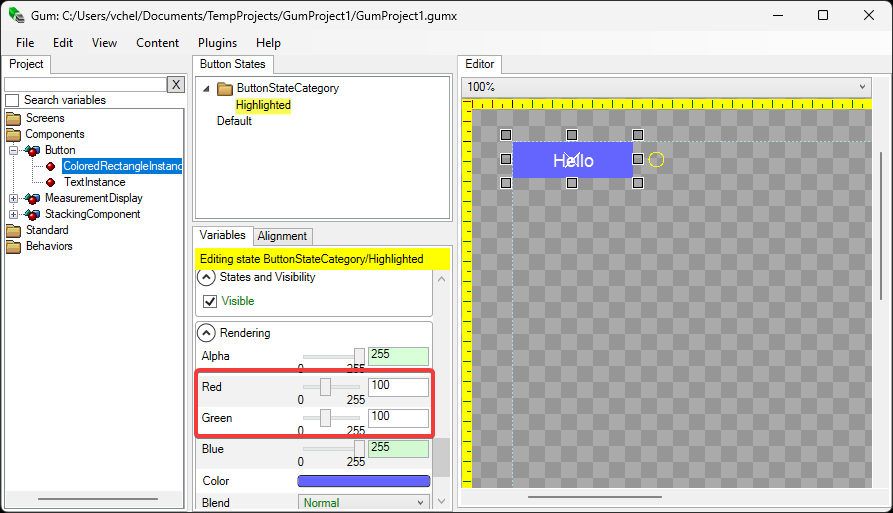 Gum: C:/Users/vchel/Documents/TempProjects/GumProject1/GumProject1.gumx
File Edit View Content Plugins Help
Project
X
Search variables
Screens
Components
Button
ColoredRectangleInstanc
TextInstance
MeasurementDisplay
StackingComponent
Standard
Behaviors
Button States
ButtonStateCategory
Highlighted
Default
Variables Alignment
Editing state ButtonStateCategory/Highlighted
States and Visibility
Visible
Rendering
Alpha 255
0 255
Red 100
0 255
Green 100
0 255
Blue 255
0 255
Color
Blend Normal
Editor
100%
Hello